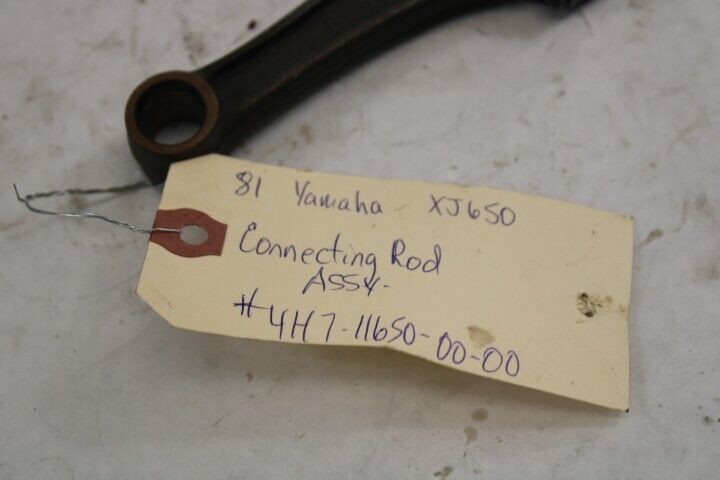 81 Yamaha XJ650
Connecting Rod
ASSY-
#4H7-11650-00-00